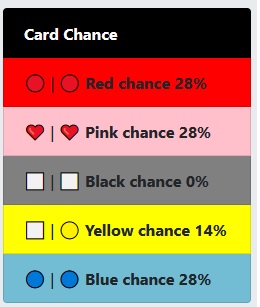 Card Chance
🔴 | 🔴 Red chance 28%
❤️ | ❤️ Pink chance 28%
⬜ | ⬜ Black chance 0%
⬜ | 🟡 Yellow chance 14%
🔵 | 🔵 Blue chance 28%